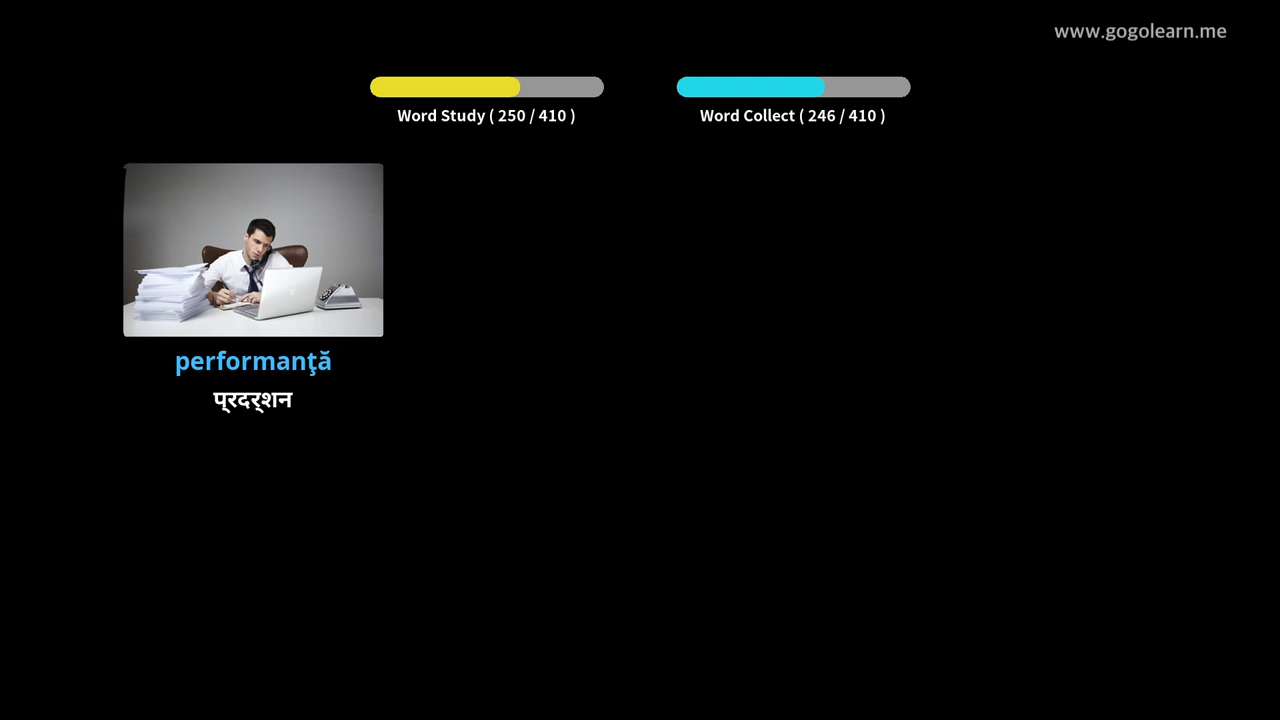 www.gogolearn.me
Word Study ( 250 / 410 )
Word Collect ( 246 / 410 )
performanţă
प्रदर्शन